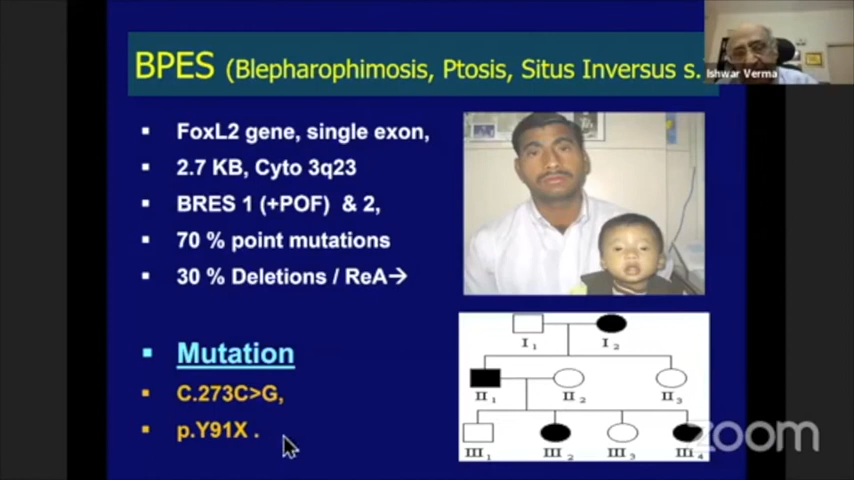 BPES (Blepharophimosis, Ptosis, Situs Inversus s.
Ishwar Verma
FoxL2 gene, single exon,
2.7 KB, Cyto 3q23
BRES 1 (+POF) & 2,
70 % point mutations
30 % Deletions / ReA→
Mutation
C.273C>G,
p.Y91X .
I 1 I 2
II 1 II 2 II 3
III 1 III 2 III 3 III 4
zoom